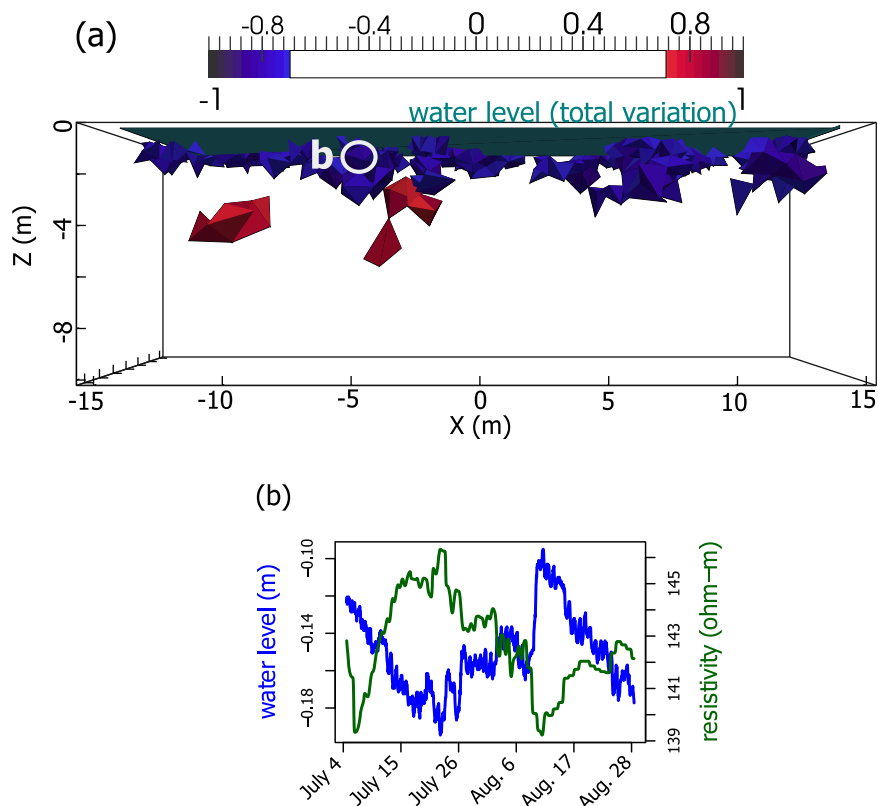 (a)
-0.8 -0.4 0 0.4 0.8
-1 1
water level (total variation)
b
0
-4
-8
Z (m)
-15 -10 -5 0 5 10 15
X (m)
(b)
−0.10
−0.14
−0.18
water level (m)
145
143
141
139
resistivity (ohm−m)
July 4 July 15 July 26 Aug. 6 Aug. 17 Aug. 28